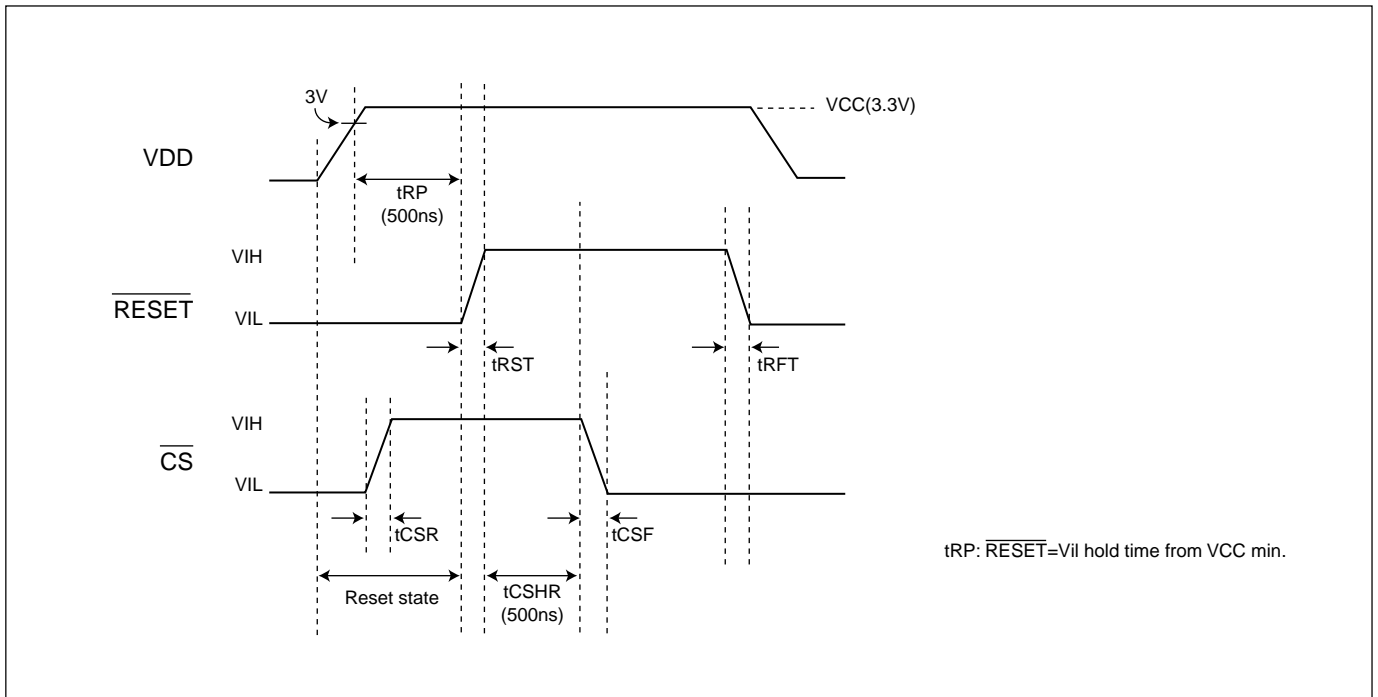 3V
VCC(3.3V)
VDD
tRP
(500ns)
VIH
RESET
VIL
tRST
tRFT
VIH
CS
VIL
tCSR
tCSF
tRP: RESET=Vil hold time from VCC min.
Reset state
tCSHR
(500ns)